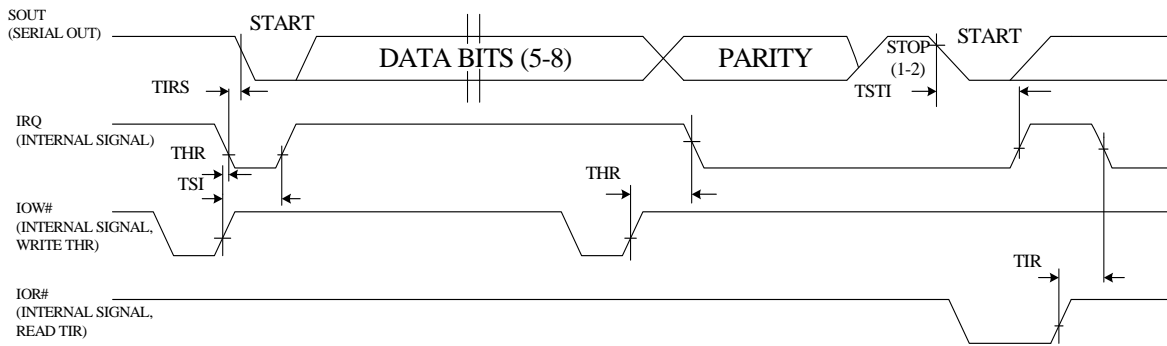 SOUT
(SERIAL OUT)
START
DATA BITS (5-8)
PARITY
STOP
(1-2)
START
TIRS
TSTI
IRQ
(INTERNAL SIGNAL)
THR
TSI
THR
IOW#
(INTERNAL SIGNAL,
WRITE THR)
TIR
IOR#
(INTERNAL SIGNAL,
READ TIR)